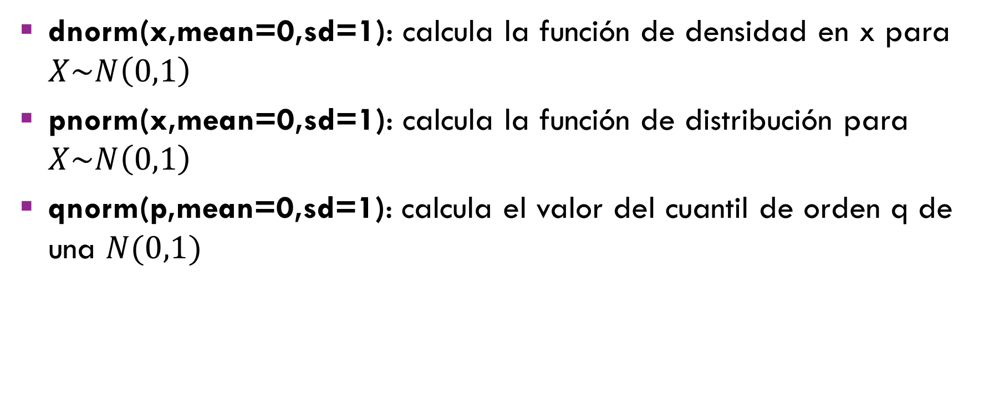 ▪ dnorm(x,mean=0,sd=1): calcula la función de densidad en x para
X~N(0,1)
▪ pnorm(x,mean=0,sd=1): calcula la función de distribución para
X~N(0,1)
▪ qnorm(p,mean=0,sd=1): calcula el valor del cuantil de orden q de
una N(0,1)